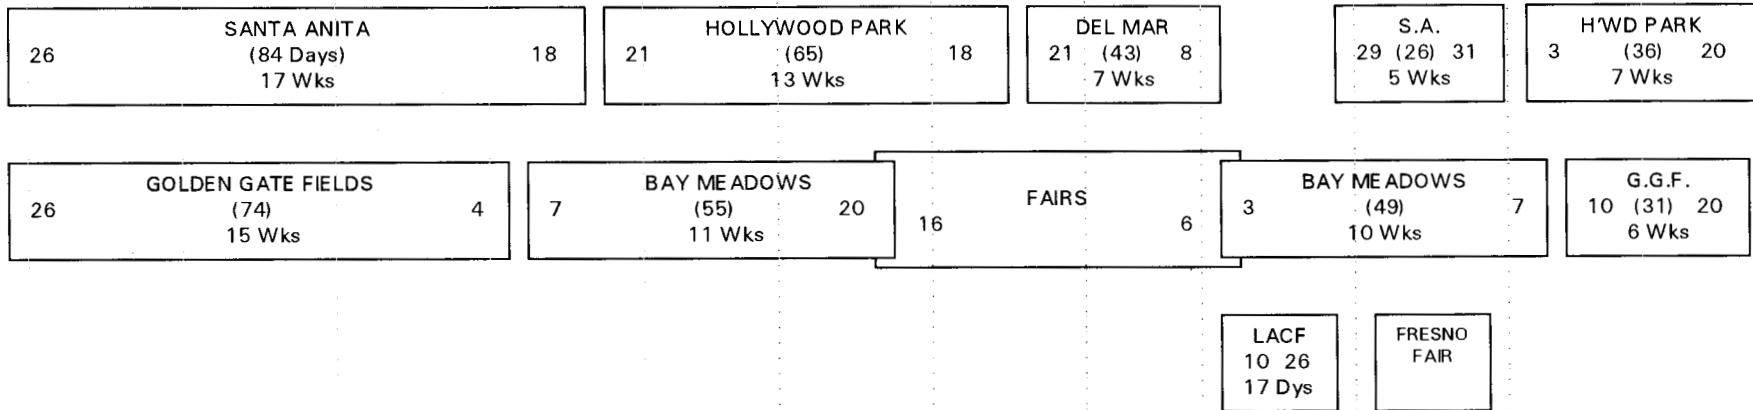 SANTA ANITA
26 (84 Days) 18
17 Wks
HOLLYWOOD PARK
21 (65) 18
13 Wks
DEL MAR
21 (43) 8
7 Wks
S.A.
29 (26) 31
5 Wks
H'WD PARK
3 (36) 20
7 Wks
GOLDEN GATE FIELDS
26 (74) 4
15 Wks
BAY MEADOWS
7 (55) 20
11 Wks
FAIRS
16 6
BAY MEADOWS
3 (49) 7
10 Wks
G.G.F.
10 (31) 20
6 Wks
LACF
10 26
17 Dys
FRESNO
FAIR